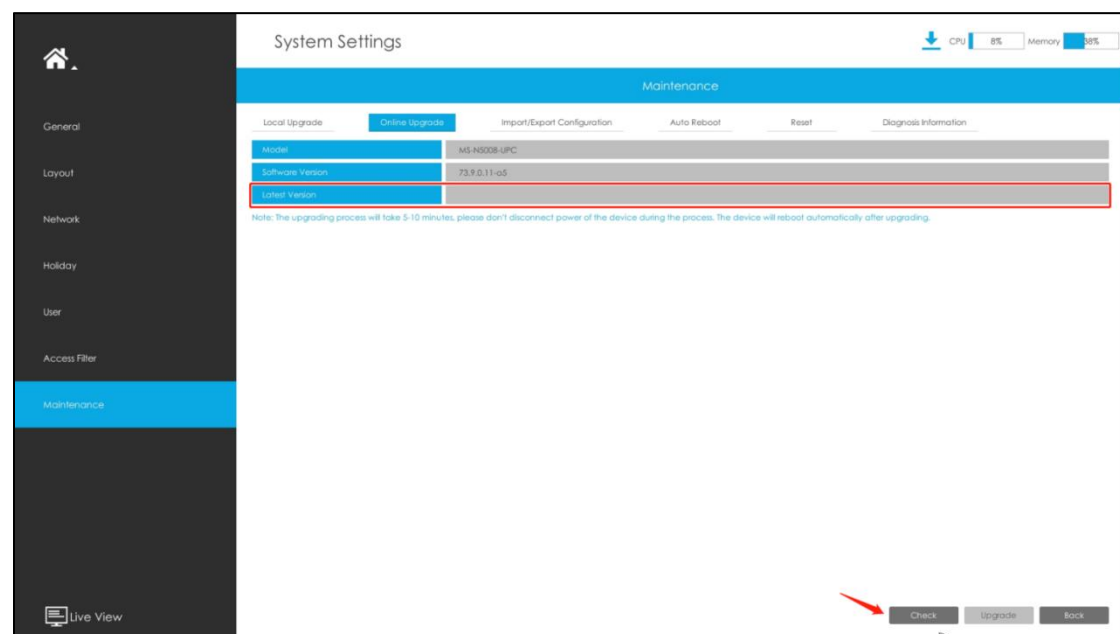 System Settings
CPU 8% Memory 38%
Maintenance
General
Layout
Network
Holiday
User
Access Filter
Maintenance
Live View
Local Upgrade Online Upgrade Import/Export Configuration Auto Reboot Reset Diagnosis Information
Model MS-N5008-UPC
Software Version 73.9.0.11-a5
Latest Version
Note: The upgrading process will take 5-10 minutes, please don't disconnect power of the device during the process. The device will reboot automatically after upgrading.
Check Upgrade Back